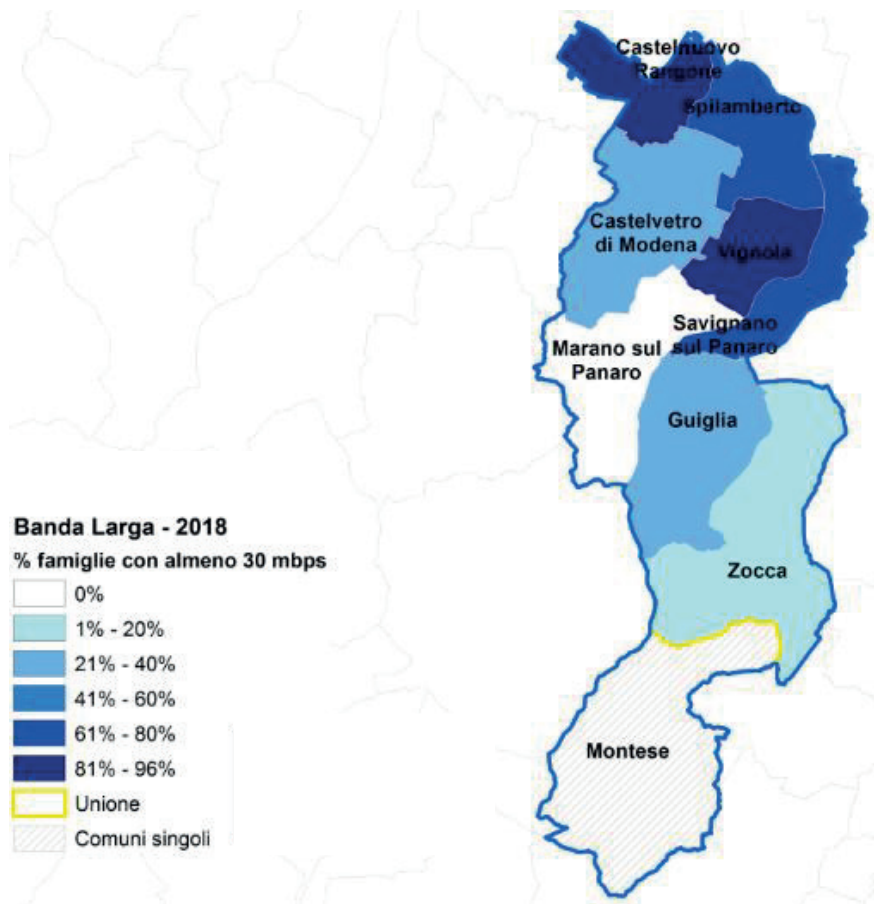 Castelnuovo
Rangone
Spilamberto
Castelvetro
di Modena
Vignola
Savignano
sul Panaro
Marano sul
Panaro
Guiglia
Zocca
Montese
Banda Larga - 2018
% famiglie con almeno 30 mbps
0%
1% - 20%
21% - 40%
41% - 60%
61% - 80%
81% - 96%
Unione
Comuni singoli